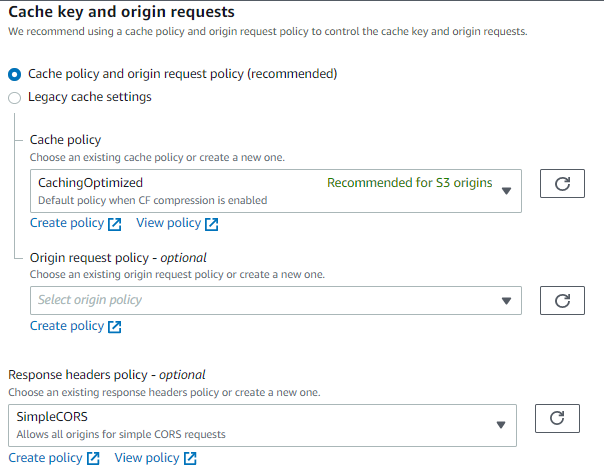 Cache key and origin requests
We recommend using a cache policy and origin request policy to control the cache key and origin requests.
Cache policy and origin request policy (recommended)
Legacy cache settings
Cache policy
Choose an existing cache policy or create a new one.
CachingOptimized Recommended for S3 origins
Default policy when CF compression is enabled
Create policy View policy
Origin request policy - optional
Choose an existing origin request policy or create a new one.
Select origin policy
Create policy
Response headers policy - optional
Choose an existing response headers policy or create a new one.
SimpleCORS
Allows all origins for simple CORS requests
Create policy View policy